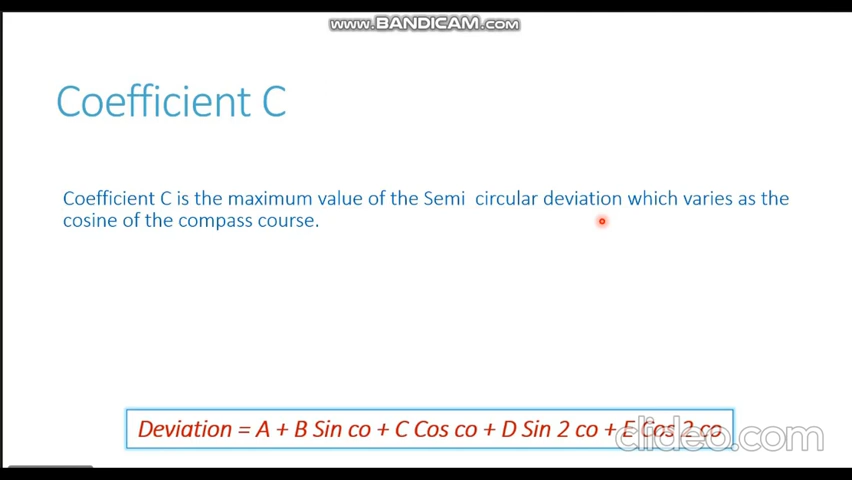 www.BANDICAM.com
Coefficient C
Coefficient C is the maximum value of the Semi circular deviation which varies as the
cosine of the compass course.
Deviation = A + B Sin co + C Cos co + D Sin 2 co + E Cos 2 co
clideo.com